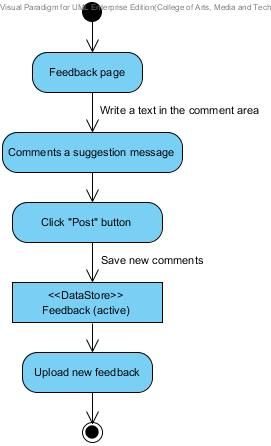 Visual Paradigm for UML Enterprise Edition(College of Arts, Media and Tech
Feedback page
Write a text in the comment area
Comments a suggestion message
Click "Post" button
Save new comments
<<DataStore>>
Feedback (active)
Upload new feedback